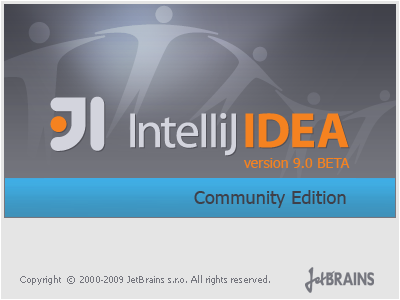 IntelliJ IDEA
version 9.0 BETA
Community Edition
Copyright © 2000-2009 JetBrains s.r.o. All rights reserved.
JetBRAINS